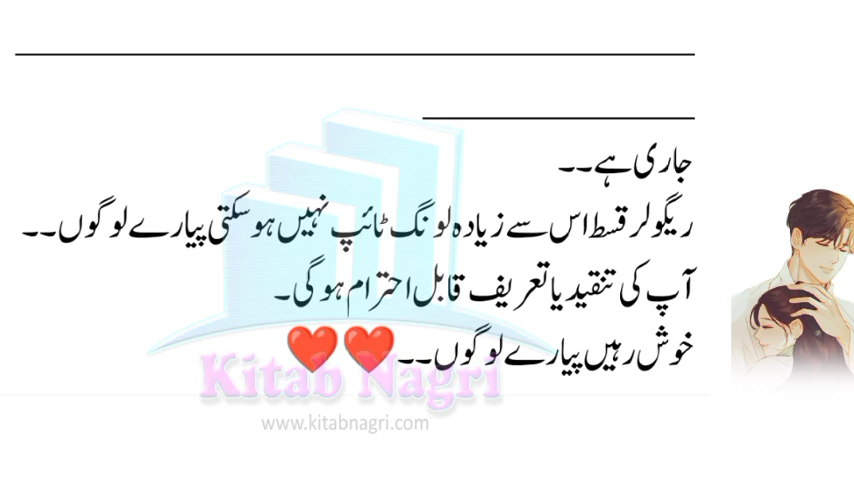 جاری ہے۔۔
ریگولر قسط اس سے زیادہ لونگ ٹائپ نہیں ہو سکتی پیارے لوگوں۔۔
آپ کی تنقید یا تعریف قابل احترام ہو گی۔
خوش رہیں پیارے لوگوں۔۔❤️❤️
Kitab Nagri
www.kitabnagri.com